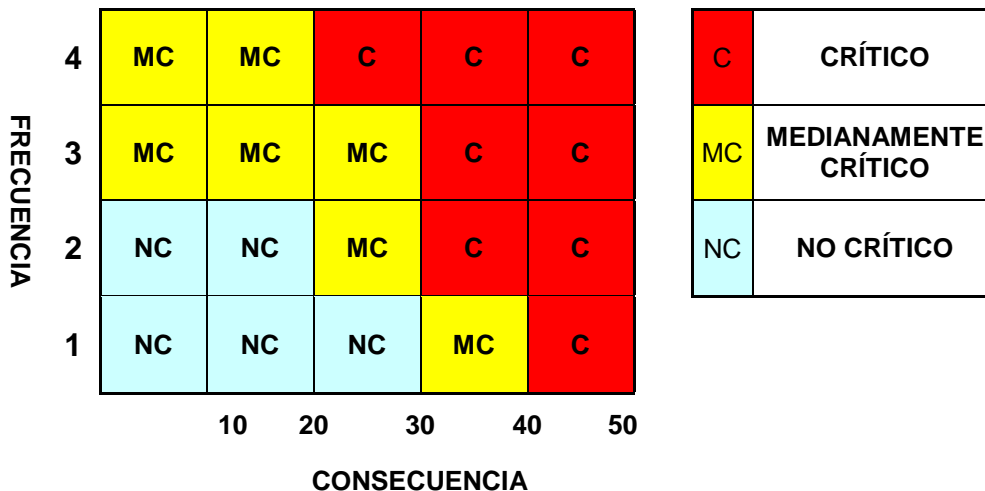 FRECUENCIA
4 MC MC C C C
3 MC MC MC C C
2 NC NC MC C C
1 NC NC NC MC C
10 20 30 40 50
CONSECUENCIA
C CRÍTICO
MC MEDIANAMENTE
CRÍTICO
NC NO CRÍTICO